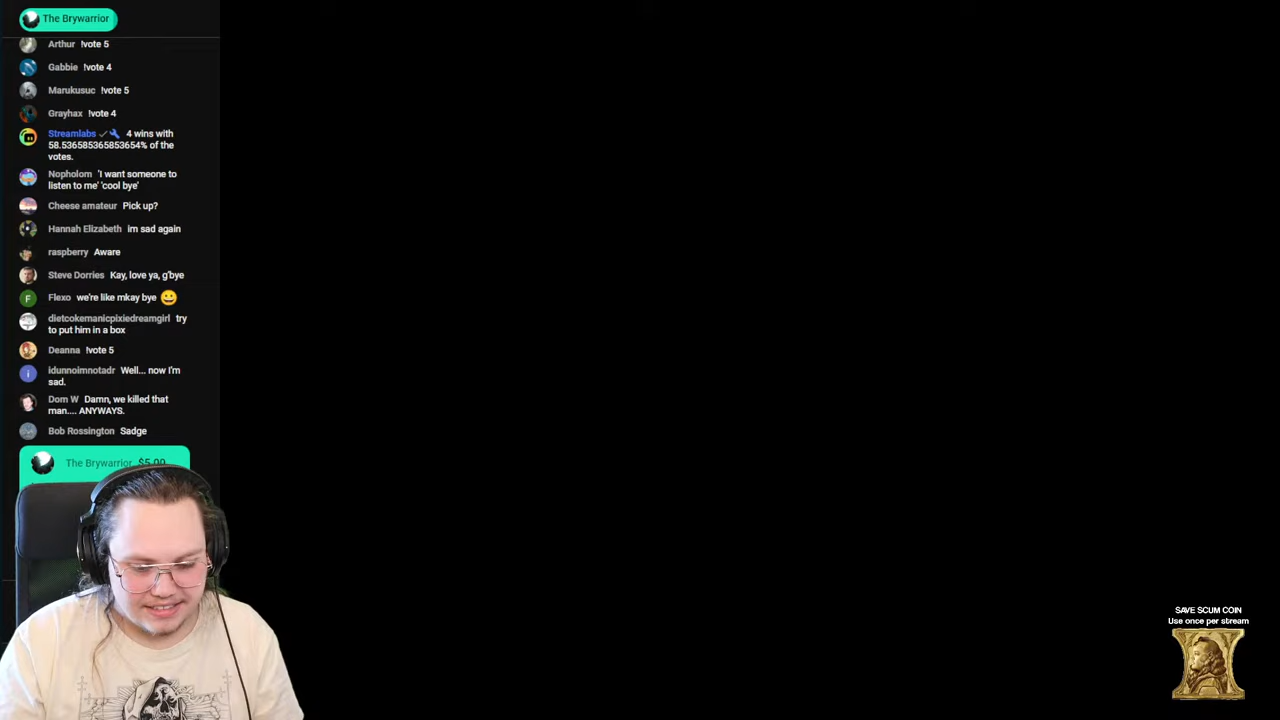 The Brywarrior
Arthur !vote 5
Gabbie !vote 4
Marukusuc !vote 5
Grayhax !vote 4
Streamlabs 4 wins with
58.536585365853654% of the
votes.
Nopholom 'I want someone to
listen to me' 'cool bye'
Cheese amateur Pick up?
Hannah Elizabeth im sad again
raspberry Aware
Steve Dorries Kay, love ya, g'bye
F
Flexo we're like mkay bye 😀
dietcokemanicpixiedreamgirl try
to put him in a box
Deanna !vote 5
i
idunnoimnotadr Well... now I'm
sad.
Dom W Damn, we killed that
man.... ANYWAYS.
Bob Rossington Sadge
The Brywarrior $5.00
SAVE SCUM COIN
Use once per stream